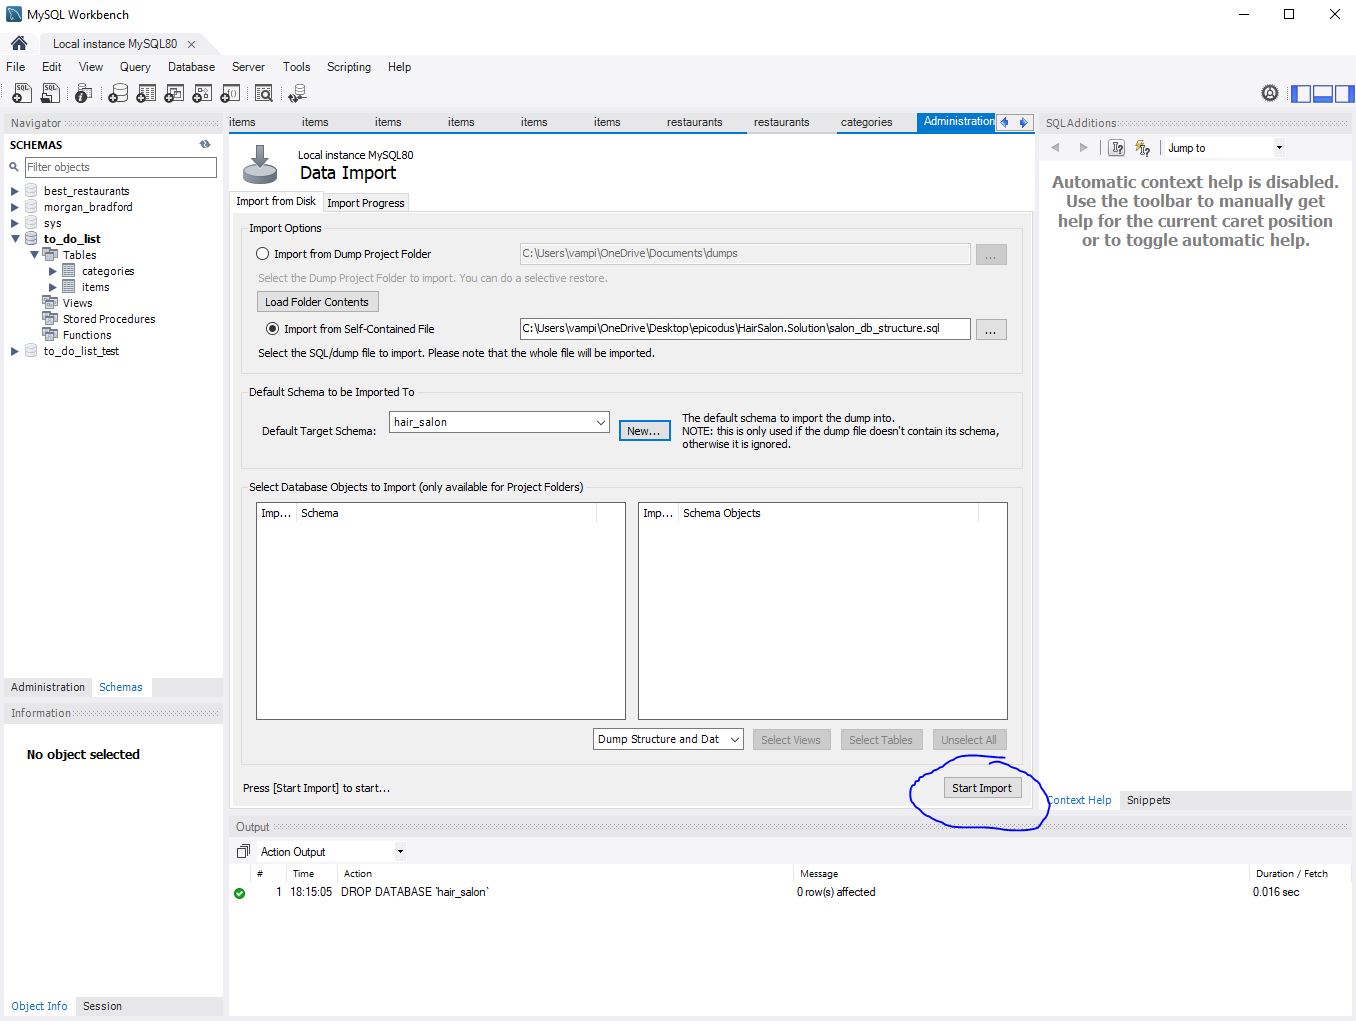 MySQL Workbench
Local instance MySQL80
File Edit View Query Database Server Tools Scripting Help
Navigator
SCHEMAS
Filter objects
best_restaurants
morgan_bradford
sys
to_do_list
Tables
categories
items
Views
Stored Procedures
Functions
to_do_list_test
Administration Schemas
Information
No object selected
Object Info Session
items items items items items items restaurants restaurants categories Administration
Local instance MySQL80
Data Import
Import from Disk Import Progress
Import Options
Import from Dump Project Folder C:\Users\vampi\OneDrive\Documents\dumps ...
Select the Dump Project Folder to import. You can do a selective restore.
Load Folder Contents
Import from Self-Contained File C:\Users\vampi\OneDrive\Desktop\epicodus\HairSalon.Solution\salon_db_structure.sql ...
Select the SQL/dump file to import. Please note that the whole file will be imported.
Default Schema to be Imported To
Default Target Schema: hair_salon New...
The default schema to import the dump into.
NOTE: this is only used if the dump file doesn't contain its schema,
otherwise it is ignored.
Select Database Objects to Import (only available for Project Folders)
Imp... Schema Imp... Schema Objects
Dump Structure and Dat Select Views Select Tables Unselect All
Press [Start Import] to start... Start Import
SQLAdditions
Jump to
Automatic context help is disabled.
Use the toolbar to manually get
help for the current caret position
or to toggle automatic help.
Context Help Snippets
Output
Action Output
# Time Action Message Duration / Fetch
1 18:15:05 DROP DATABASE `hair_salon` 0 row(s) affected 0.016 sec